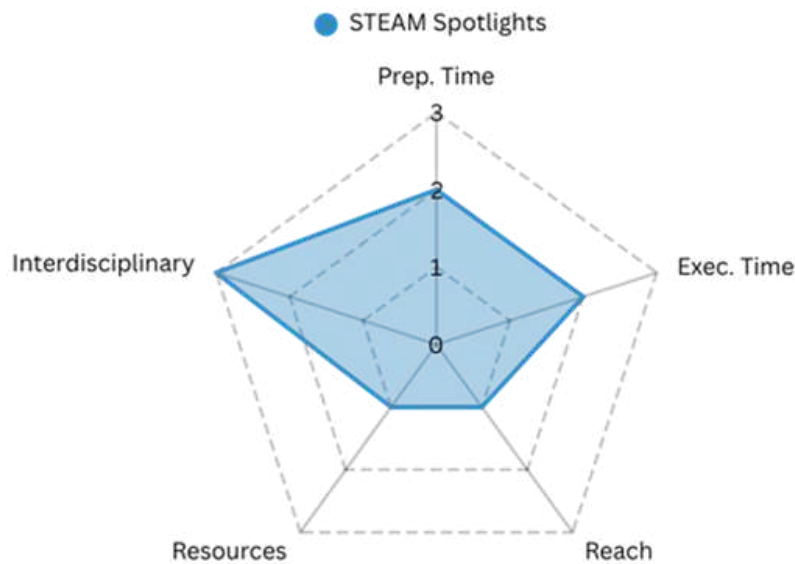 STEAM Spotlights
Prep. Time
3
2
Interdisciplinary
1
Exec. Time
0
Resources
Reach